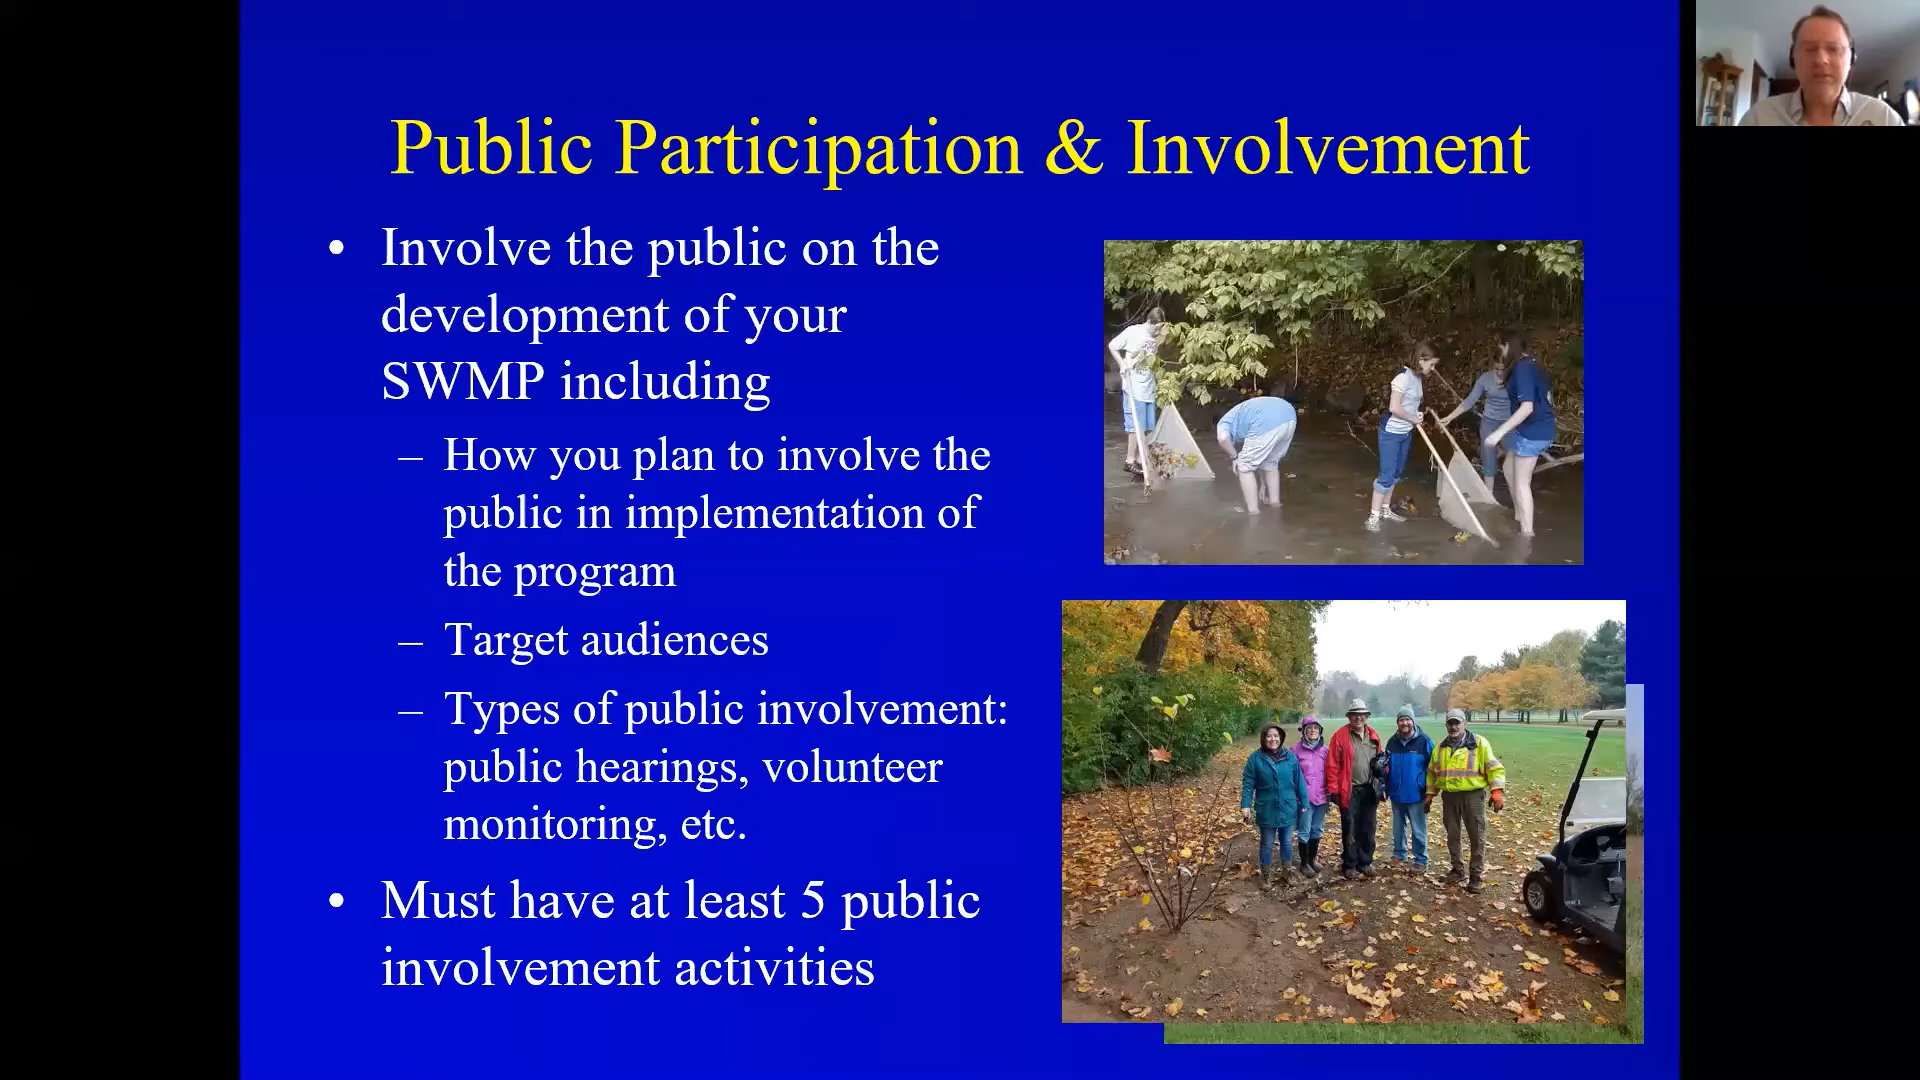 Public Participation & Involvement
• Involve the public on the
development of your
SWMP including
– How you plan to involve the
public in implementation of
the program
– Target audiences
– Types of public involvement:
public hearings, volunteer
monitoring, etc.
• Must have at least 5 public
involvement activities